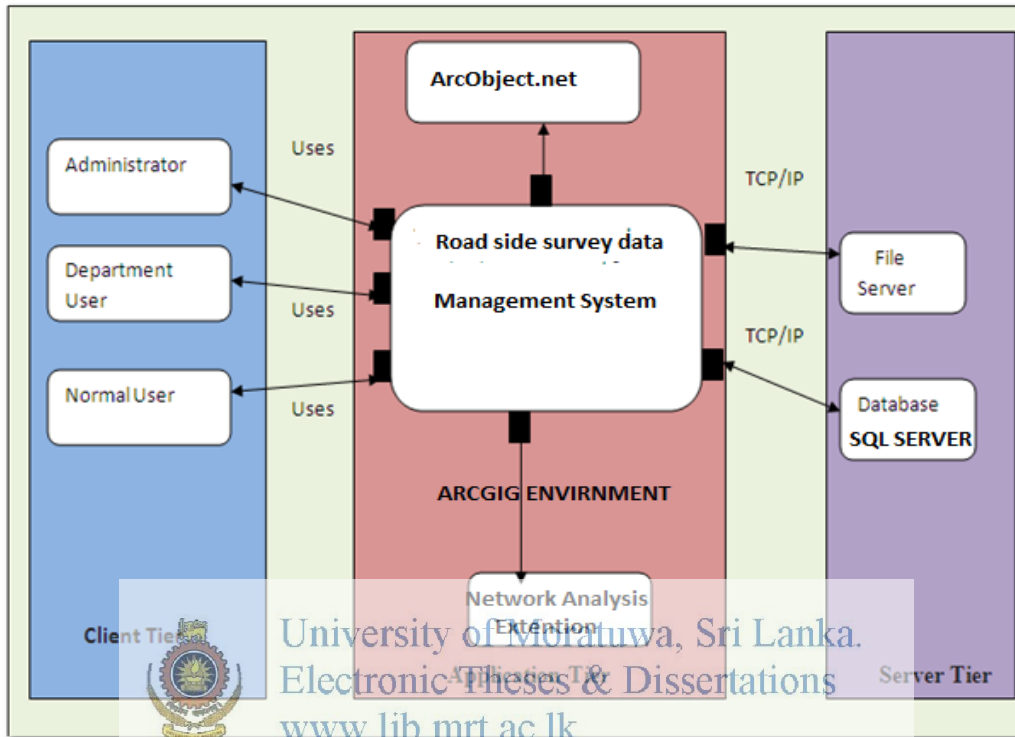 ArcObject.net
Administrator
Uses
TCP/IP
Road side survey data
Management System
Department
User
Uses
File
Server
TCP/IP
Normal User
Uses
Database
SQL SERVER
ARCGIG ENVIRNMENT
Network Analysis
Extention
Client Tier
Application Tier
Server Tier
University of Moratuwa, Sri Lanka.
Electronic Theses & Dissertations
www.lib.mrt.ac.lk